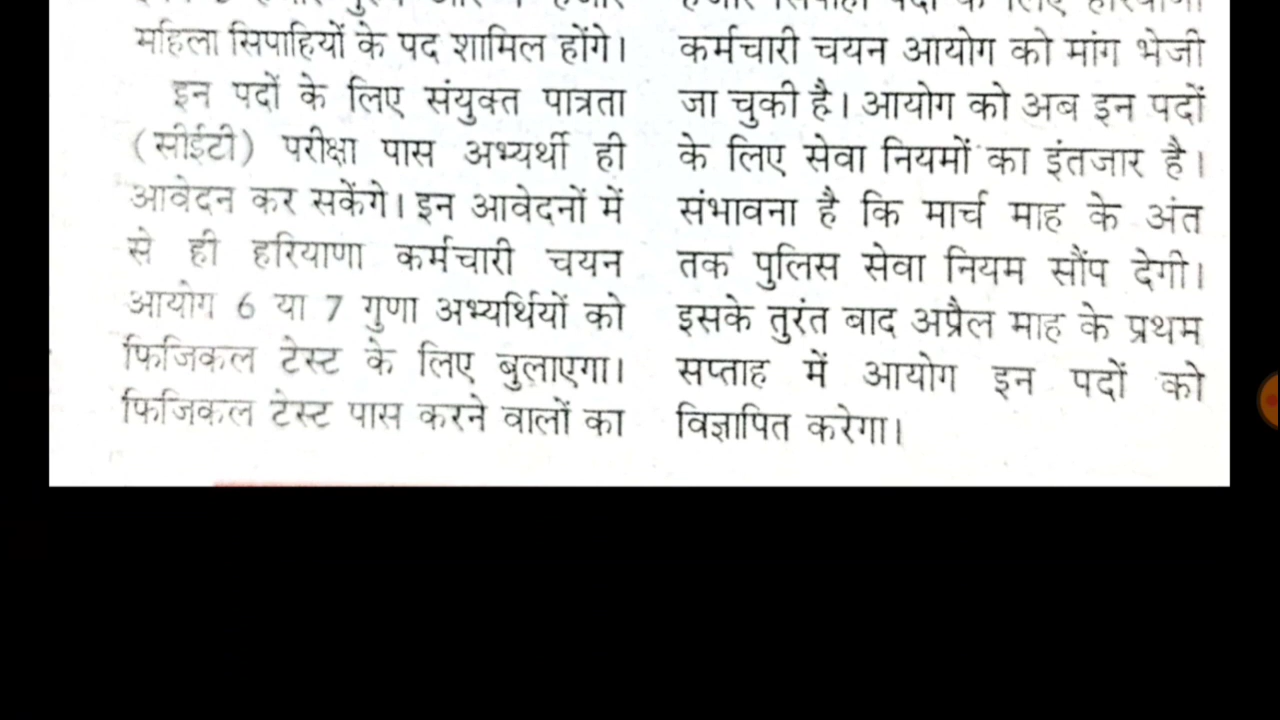 महिला सिपाहियों के पद शामिल होंगे।
इन पदों के लिए संयुक्त पात्रता
(सीईटी) परीक्षा पास अभ्यर्थी ही
आवेदन कर सकेंगे। इन आवेदनों में
से ही हरियाणा कर्मचारी चयन
आयोग 6 या 7 गुणा अभ्यर्थियों को
फिजिकल टेस्ट के लिए बुलाएगा।
फिजिकल टेस्ट पास करने वालों का
कर्मचारी चयन आयोग को मांग भेजी
जा चुकी है। आयोग को अब इन पदों
के लिए सेवा नियमों का इंतजार है।
संभावना है कि मार्च माह के अंत
तक पुलिस सेवा नियम सौंप देगी।
इसके तुरंत बाद अप्रैल माह के प्रथम
सप्ताह में आयोग इन पदों को
विज्ञापित करेगा।